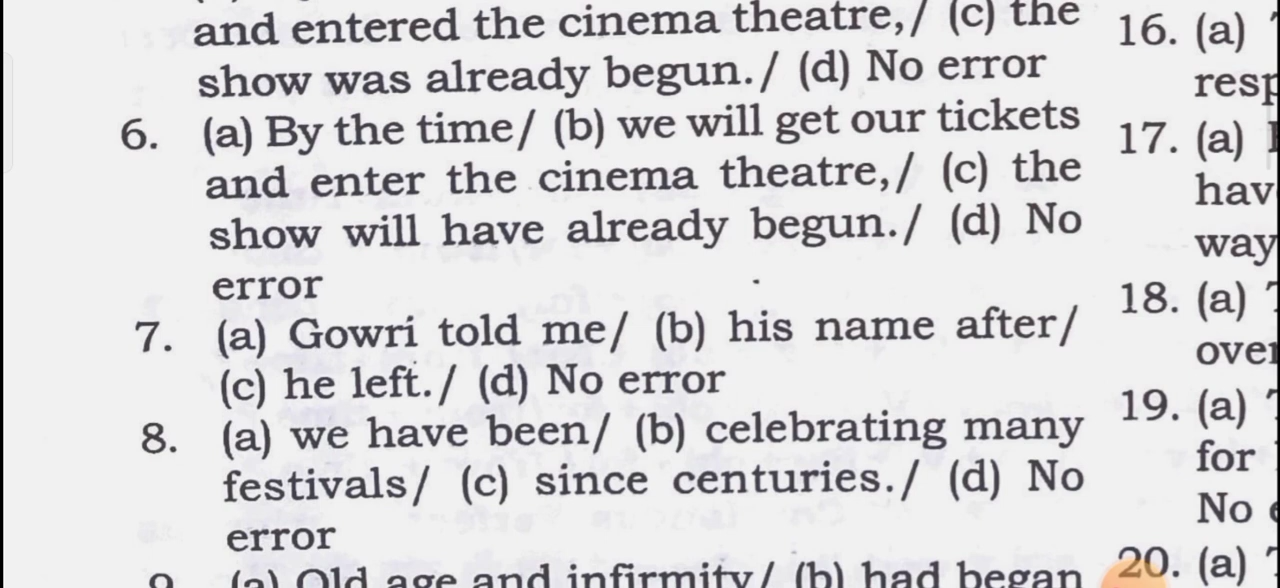 and entered the cinema theatre,/ (c) the
show was already begun./ (d) No error
6. (a) By the time/ (b) we will get our tickets
and enter the cinema theatre,/ (c) the
show will have already begun./ (d) No
error
7. (a) Gowri told me/ (b) his name after/
(c) he left./ (d) No error
8. (a) we have been/ (b) celebrating many
festivals/ (c) since centuries./ (d) No
error
(a) Old age and infirmity/ (b) had began
16. (a)
resp
17. (a)
hav
way
18. (a)
over
19. (a)
for
No
20. (a)